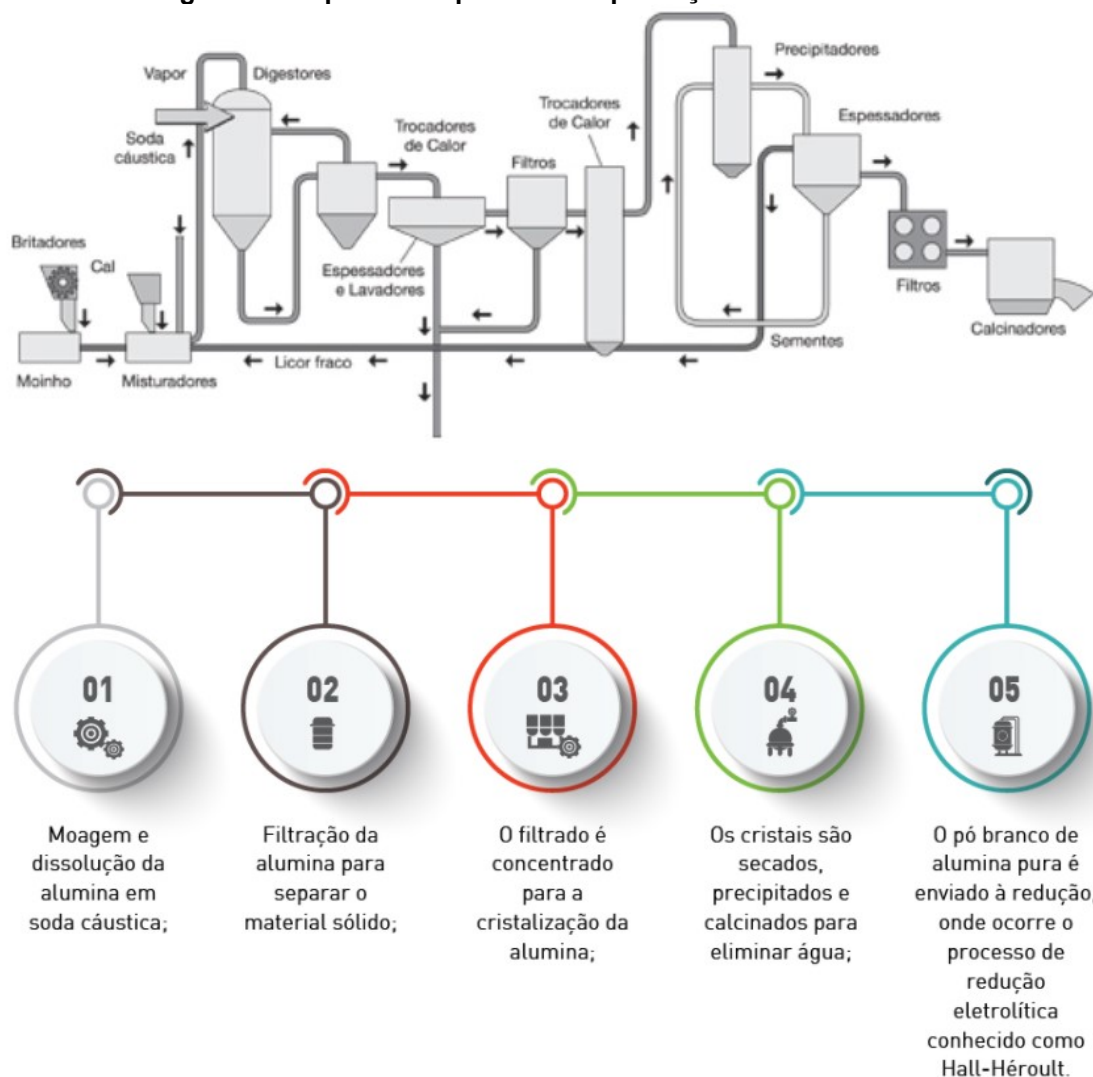 Vapor
Digestores
Soda
cáustica
Britadores
Cal
Moinho
Misturadores
Licor fraco
Trocadores
de Calor
Espessadores
e Lavadores
Filtros
Trocadores
de Calor
Precipitadores
Espessadores
Sementes
Filtros
Calcinadores
01
Moagem e
dissolução da
alumina em
soda cáustica;
02
Filtração da
alumina para
separar o
material sólido;
03
O filtrado é
concentrado
para a
cristalização da
alumina;
04
Os cristais são
secados,
precipitados e
calcinados para
eliminar água;
05
O pó branco de
alumina pura é
enviado à redução,
onde ocorre o
processo de
redução
eletrolítica
conhecido como
Hall-Héroult.